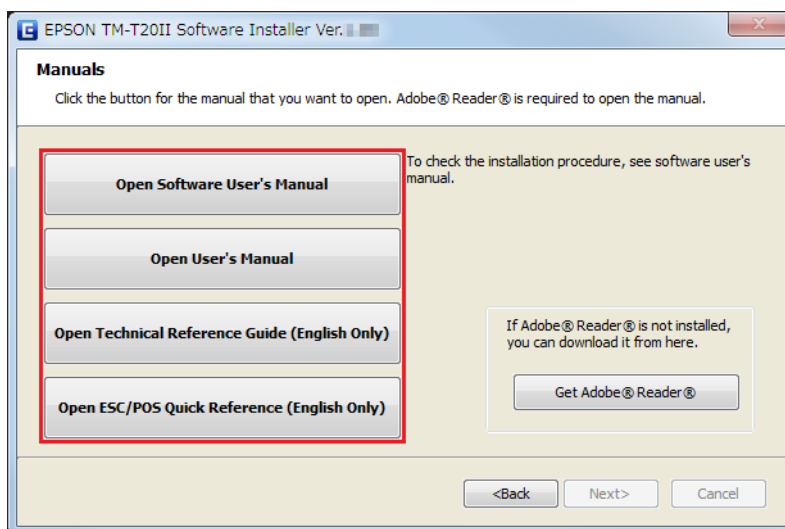 EPSON TM-T20II Software Installer Ver.
Manuals
Click the button for the manual that you want to open. Adobe® Reader® is required to open the manual.
Open Software User's Manual
To check the installation procedure, see software user's
manual.
Open User's Manual
Open Technical Reference Guide (English Only)
If Adobe® Reader® is not installed,
you can download it from here.
Get Adobe® Reader®
Open ESC/POS Quick Reference (English Only)
<Back
Next>
Cancel